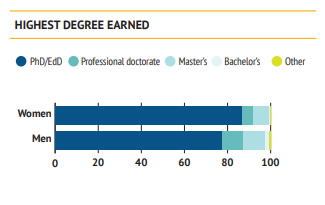 HIGHEST DEGREE EARNED
PhD/EdD Professional doctorate Master's Bachelor's Other
Women
Men
0 20 40 60 80 100